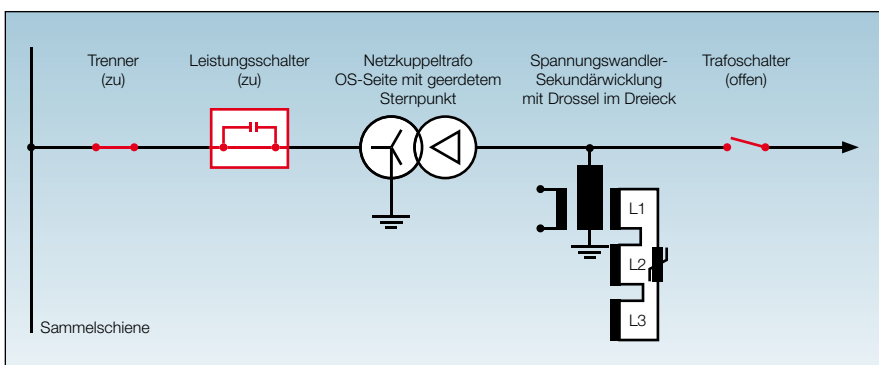 Trenner
(zu)
Leistungsschalter
(zu)
Netzkuppeltrafo
OS-Seite mit geerdetem
Sternpunkt
Spannungswandler-
Sekundärwicklung
mit Drossel im Dreieck
Trafoschalter
(offen)
L1
L2
L3
Sammelschiene